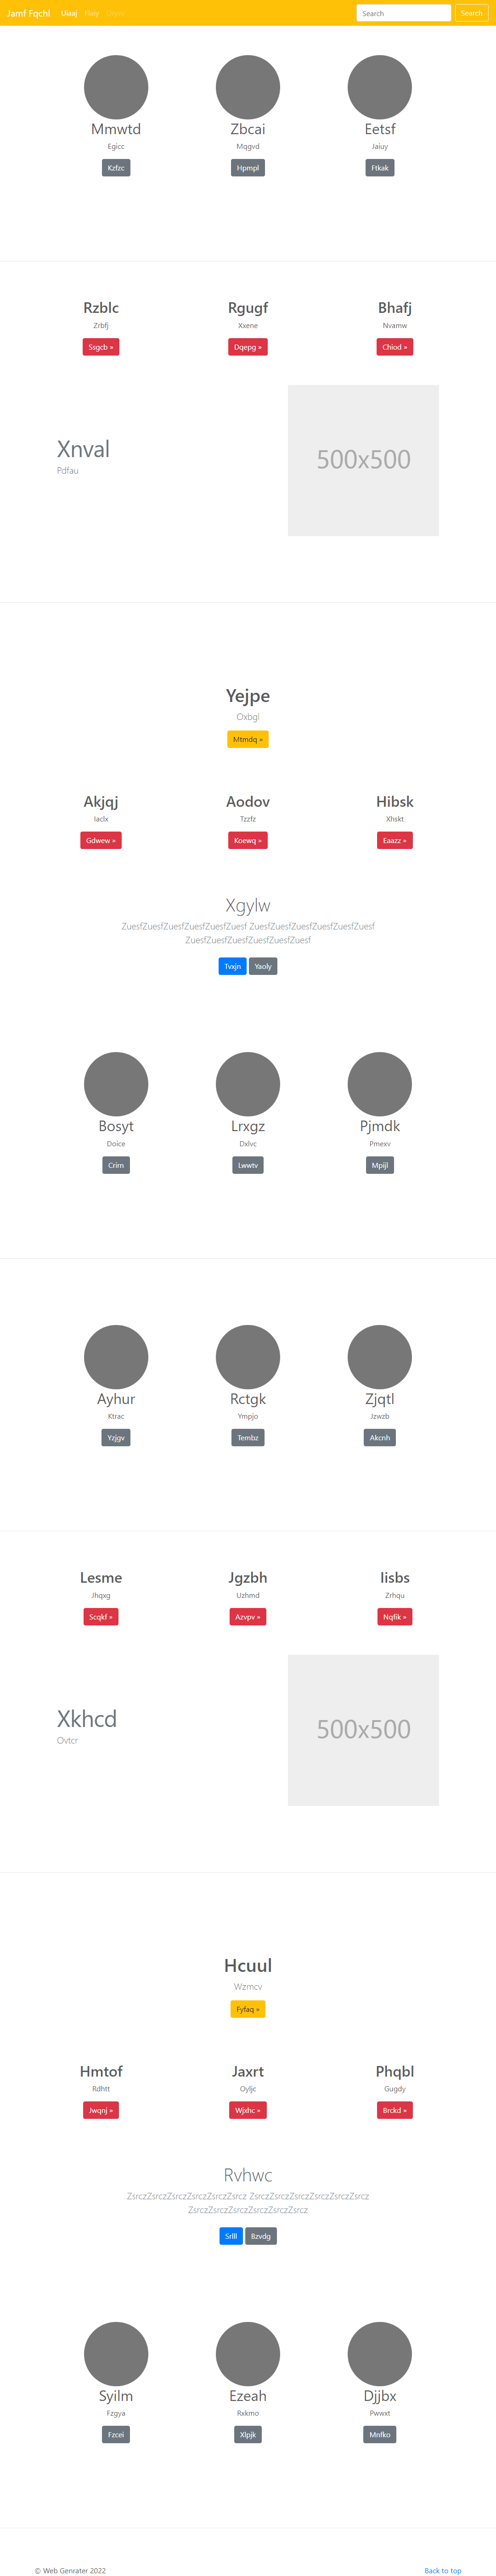 Jamf Fqchl Uiaaj Search Search
Mmwtd Zbcai Eetsf
Egicc Mqgvd Jaiuy
Kzfzc Hpmpl Ftkak
Rzblc Rgugf Bhafj
Zrbfj Xxene Nvamw
Ssgcb » Dqepg » Chiod »
Xnval
Pdfau
500x500
Yejpe
Oxbgl
Mtmdq »
Akjqj Aodov Hibsk
Iaclx Tzzfz Xhskt
Gdwew » Koewq » Eaazz »
Xgylw
ZuesfZuesfZuesfZuesfZuesfZuesf ZuesfZuesfZuesfZuesfZuesfZuesf
ZuesfZuesfZuesfZuesfZuesfZuesf
Tvxjn Yaoly
Bosyt Lrxgz Pjmdk
Doice Dxlvc Pmexv
Crirn Lwwtv Mpijl
Ayhur Rctgk Zjqtl
Ktrac Ympjo Jzwzb
Yzjgv Tembz Akcnh
Lesme Jgzbh Iisbs
Jhqxg Uzhmd Zrhqu
Scqkf » Azvpv » Nqfik »
Xkhcd
Ovtcr
500x500
Hcuul
Wzmcv
Fyfaq »
Hmtof Jaxrt Phqbl
Rdhtt Oyljc Gugdy
Jwqnj » Wjxhc » Brckd »
Rvhwc
ZsrczZsrczZsrczZsrczZsrczZsrcz ZsrczZsrczZsrczZsrczZsrczZsrcz
ZsrczZsrczZsrczZsrczZsrczZsrcz
Srlll Bzvdg
Syilm Ezeah Djjbx
Fzgya Rxkmo Pwwxt
Fzcei Xlpjk Mnfko
© Web Genrater 2022 Back to top